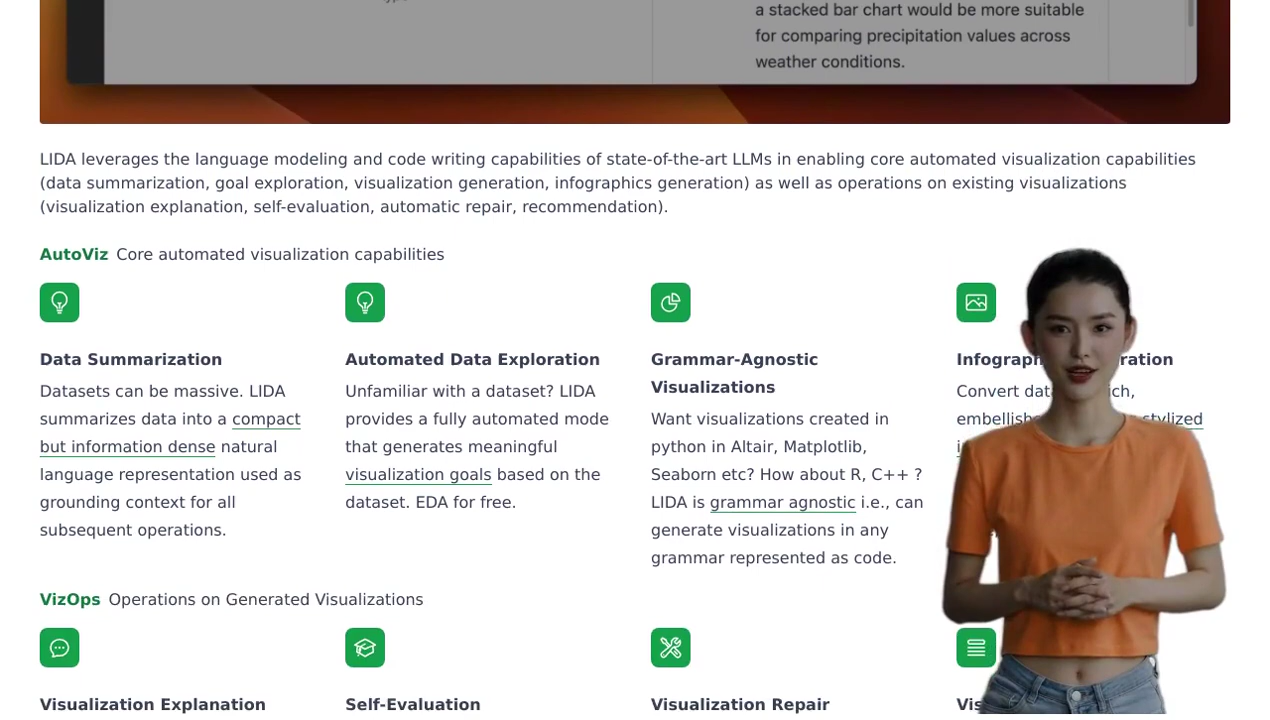 a stacked bar chart would be more suitable
for comparing precipitation values across
weather conditions.
LIDA leverages the language modeling and code writing capabilities of state-of-the-art LLMs in enabling core automated visualization capabilities
(data summarization, goal exploration, visualization generation, infographics generation) as well as operations on existing visualizations
(visualization explanation, self-evaluation, automatic repair, recommendation).
AutoViz Core automated visualization capabilities
Data Summarization
Datasets can be massive. LIDA
summarizes data into a compact
but information dense natural
language representation used as
grounding context for all
subsequent operations.
Automated Data Exploration
Unfamiliar with a dataset? LIDA
provides a fully automated mode
that generates meaningful
visualization goals based on the
dataset. EDA for free.
Grammar-Agnostic
Visualizations
Want visualizations created in
python in Altair, Matplotlib,
Seaborn etc? How about R, C++ ?
LIDA is grammar agnostic i.e., can
generate visualizations in any
grammar represented as code.
Convert
stylized
VizOps Operations on Generated Visualizations
Visualization Explanation
Self-Evaluation
Visualization Repair